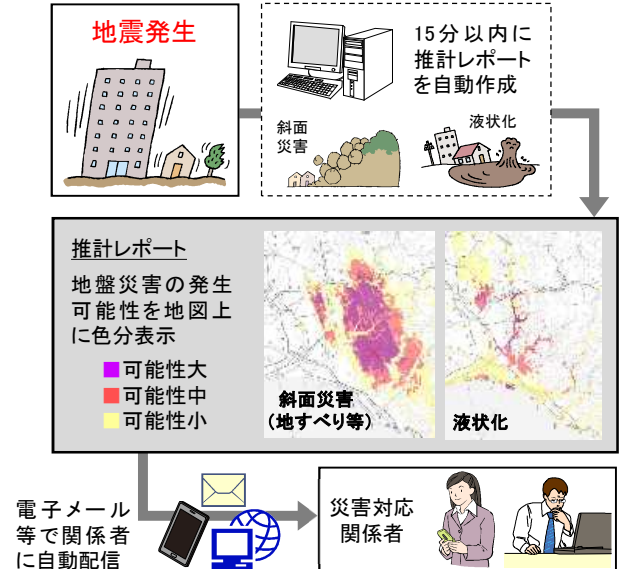 地震発生
15分以内に
推計レポート
を自動作成
斜面
災害
液状化
推計レポート
地盤災害の発生
可能性を地図上
に色分表示
可能性大
可能性中
可能性小
斜面災害
(地すべり等)
液状化
電子メール
等で関係者
に自動配信
災害対応
関係者